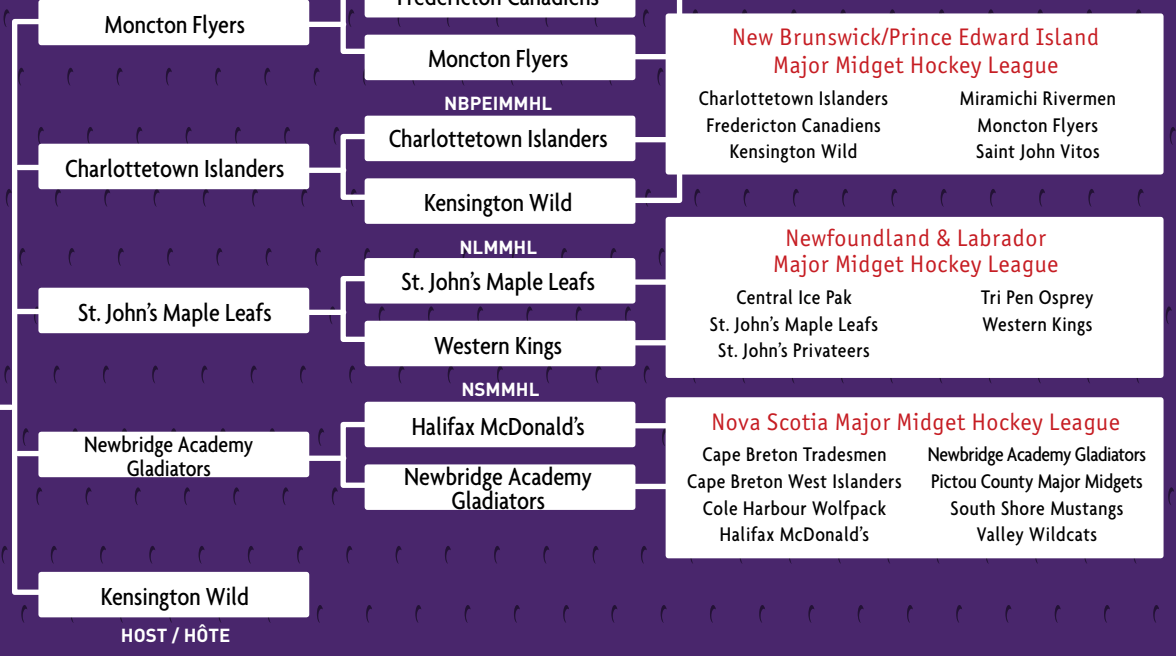 Moncton Flyers
Charlottetown Islanders
St. John's Maple Leafs
Newbridge Academy
Gladiators
Kensington Wild
HOST / HÔTE
Fredericton Canadiens
Moncton Flyers
NBPEIMMHL
Charlottetown Islanders
Kensington Wild
NLMMHL
St. John's Maple Leafs
Western Kings
NSMMHL
Halifax McDonald's
Newbridge Academy
Gladiators
New Brunswick/Prince Edward Island
Major Midget Hockey League
Charlottetown Islanders
Fredericton Canadiens
Kensington Wild
Miramichi Rivermen
Moncton Flyers
Saint John Vitos
Newfoundland & Labrador
Major Midget Hockey League
Central Ice Pak
St. John's Maple Leafs
St. John's Privateers
Tri Pen Osprey
Western Kings
Nova Scotia Major Midget Hockey League
Cape Breton Tradesmen
Cape Breton West Islanders
Cole Harbour Wolfpack
Halifax McDonald's
Newbridge Academy Gladiators
Pictou County Major Midgets
South Shore Mustangs
Valley Wildcats